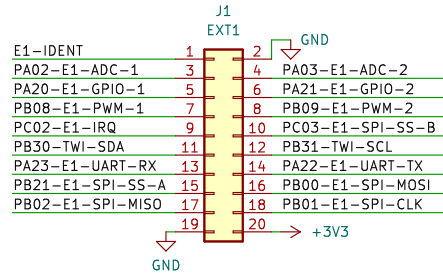 J1
EXT1
E1-IDENT 1 2 GND
PA02-E1-ADC-1 3 4 PA03-E1-ADC-2
PA20-E1-GPIO-1 5 6 PA21-E1-GPIO-2
PB08-E1-PWM-1 7 8 PB09-E1-PWM-2
PC02-E1-IRQ 9 10 PC03-E1-SPI-SS-B
PB30-TWI-SDA 11 12 PB31-TWI-SCL
PA23-E1-UART-RX 13 14 PA22-E1-UART-TX
PB21-E1-SPI-SS-A 15 16 PB00-E1-SPI-MOSI
PB02-E1-SPI-MISO 17 18 PB01-E1-SPI-CLK
19 20 +3V3
GND